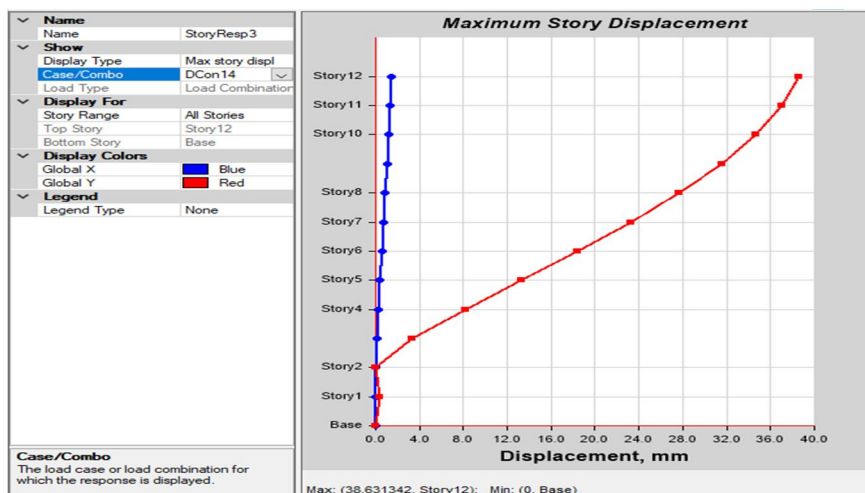 Name
Name StoryResp3
Show
Display Type Max story displ
Case/Combo DCon14
Load Type Load Combination
Display For
Story Range All Stories
Top Story Story12
Bottom Story Base
Display Colors
Global X Blue
Global Y Red
Legend
Legend Type None
Case/Combo
The load case or load combination for
which the response is displayed.
Maximum Story Displacement
Story12
Story11
Story10
Story8
Story7
Story6
Story5
Story4
Story2
Story1
Base
0.0 4.0 8.0 12.0 16.0 20.0 24.0 28.0 32.0 36.0 40.0
Displacement, mm
Max: (38.631342, Story12); Min: (0, Base)